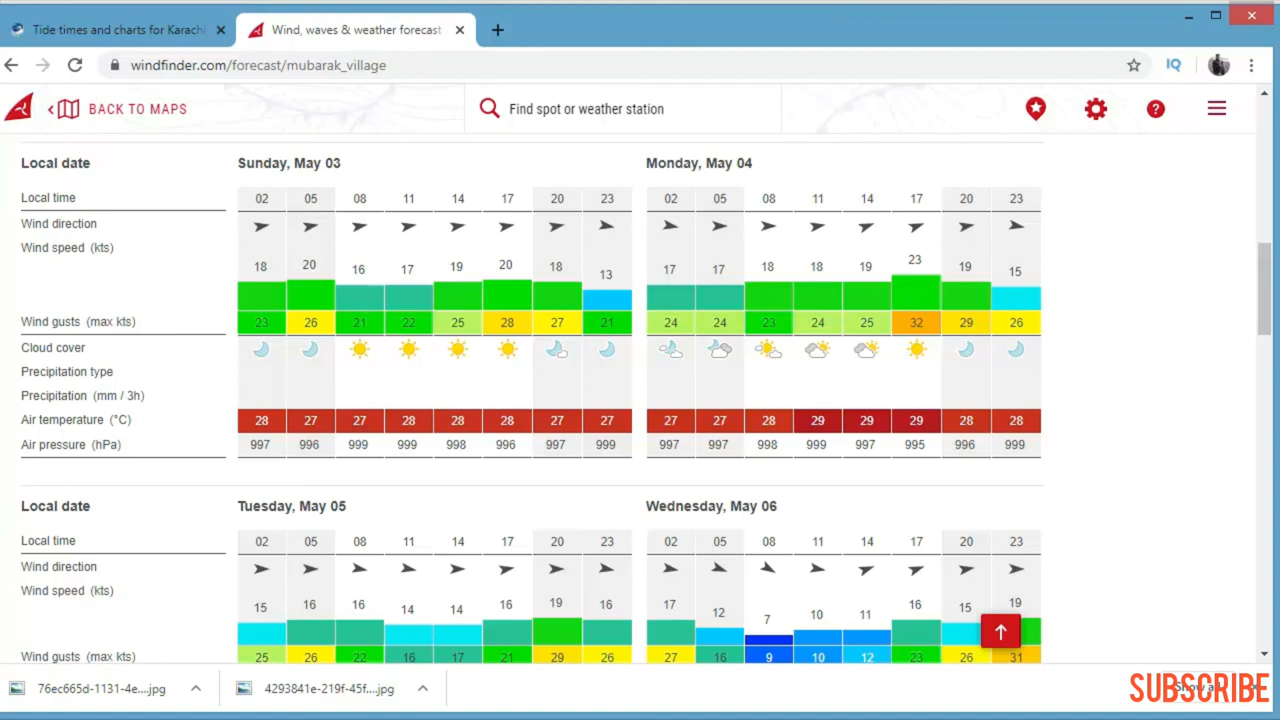 Tide times and charts for Karachi
Wind, waves & weather forecast
windfinder.com/forecast/mubarak_village
IQ
BACK TO MAPS
Find spot or weather station
Local date Sunday, May 03 Monday, May 04
Local time 02 05 08 11 14 17 20 23 02 05 08 11 14 17 20 23
Wind direction
Wind speed (kts)
18 20 16 17 19 20 18 13 17 17 18 18 19 23 19 15
Wind gusts (max kts) 23 26 21 22 25 28 27 21 24 24 23 24 25 32 29 26
Cloud cover
Precipitation type
Precipitation (mm / 3h)
Air temperature (°C) 28 27 27 28 28 28 27 27 27 27 28 29 29 29 28 28
Air pressure (hPa) 997 996 999 999 998 996 997 999 997 997 998 999 997 995 996 999
Local date Tuesday, May 05 Wednesday, May 06
Local time 02 05 08 11 14 17 20 23 02 05 08 11 14 17 20 23
Wind direction
Wind speed (kts)
15 16 16 14 14 16 19 16 17 12 7 10 11 16 15 19
Wind gusts (max kts) 25 26 22 16 17 21 29 26 27 16 9 10 12 23 26 31
76ec665d-1131-4e....jpg
4293841e-219f-45f....jpg
SUBSCRIBE